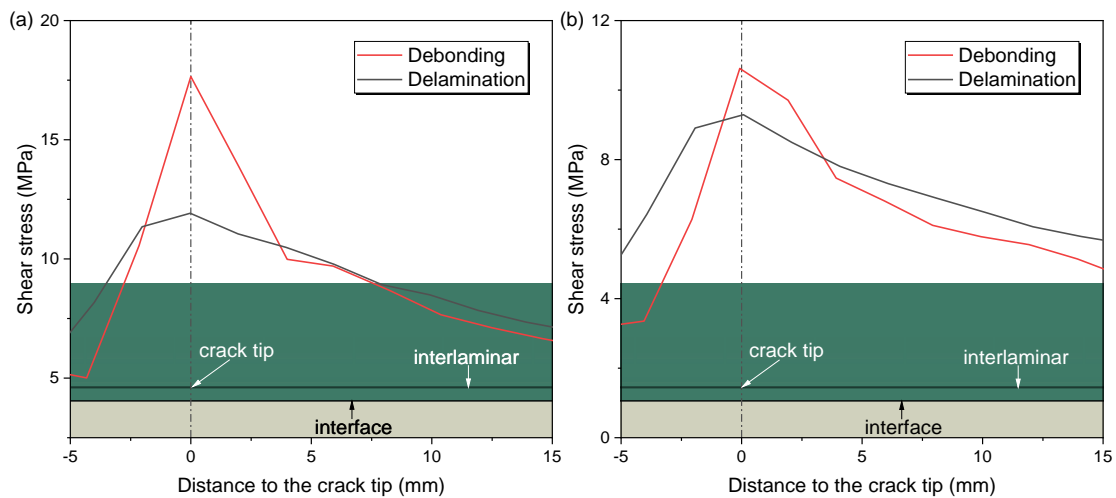 (a)
20
15
10
5
Shear stress (MPa)
Debonding
Delamination
crack tip
interlaminar
interface
-5 0 5 10 15
Distance to the crack tip (mm)
(b)
12
8
4
0
Shear stress (MPa)
Debonding
Delamination
crack tip
interlaminar
interface
-5 0 5 10 15
Distance to the crack tip (mm)